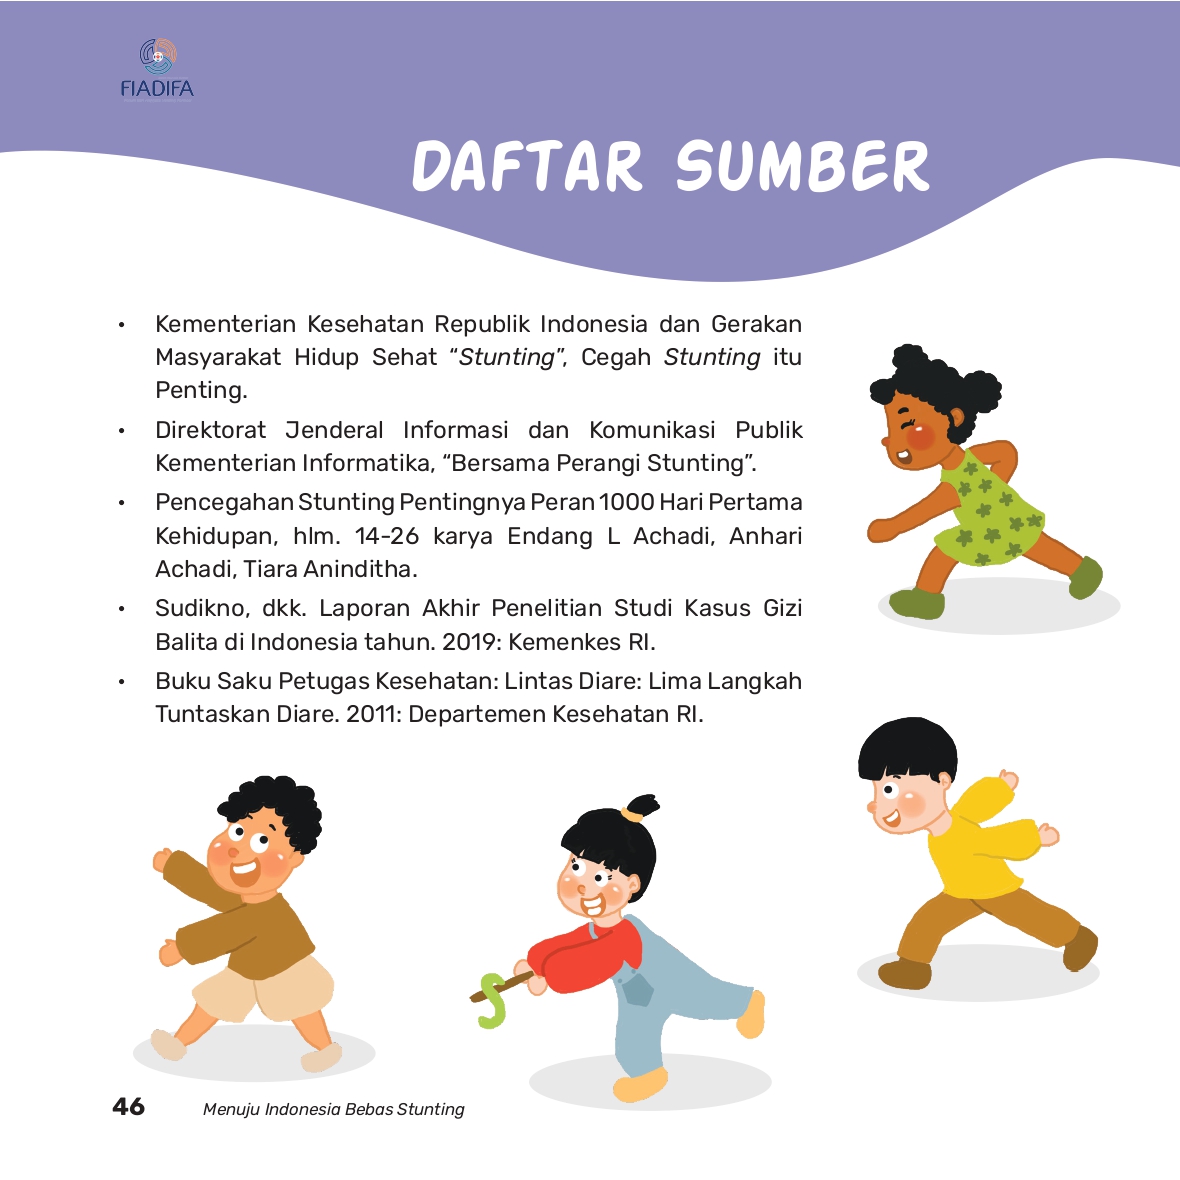 FIADIFA
DAFTAR SUMBER
• Kementerian Kesehatan Republik Indonesia dan Gerakan
Masyarakat Hidup Sehat “Stunting”, Cegah Stunting itu
Penting.
• Direktorat Jenderal Informasi dan Komunikasi Publik
Kementerian Informatika, “Bersama Perangi Stunting”.
• Pencegahan Stunting Pentingnya Peran 1000 Hari Pertama
Kehidupan, hlm. 14-26 karya Endang L Achadi, Anhari
Achadi, Tiara Aninditha.
• Sudikno, dkk. Laporan Akhir Penelitian Studi Kasus Gizi
Balita di Indonesia tahun. 2019: Kemenkes RI.
• Buku Saku Petugas Kesehatan: Lintas Diare: Lima Langkah
Tuntaskan Diare. 2011: Departemen Kesehatan RI.
46 Menuju Indonesia Bebas Stunting